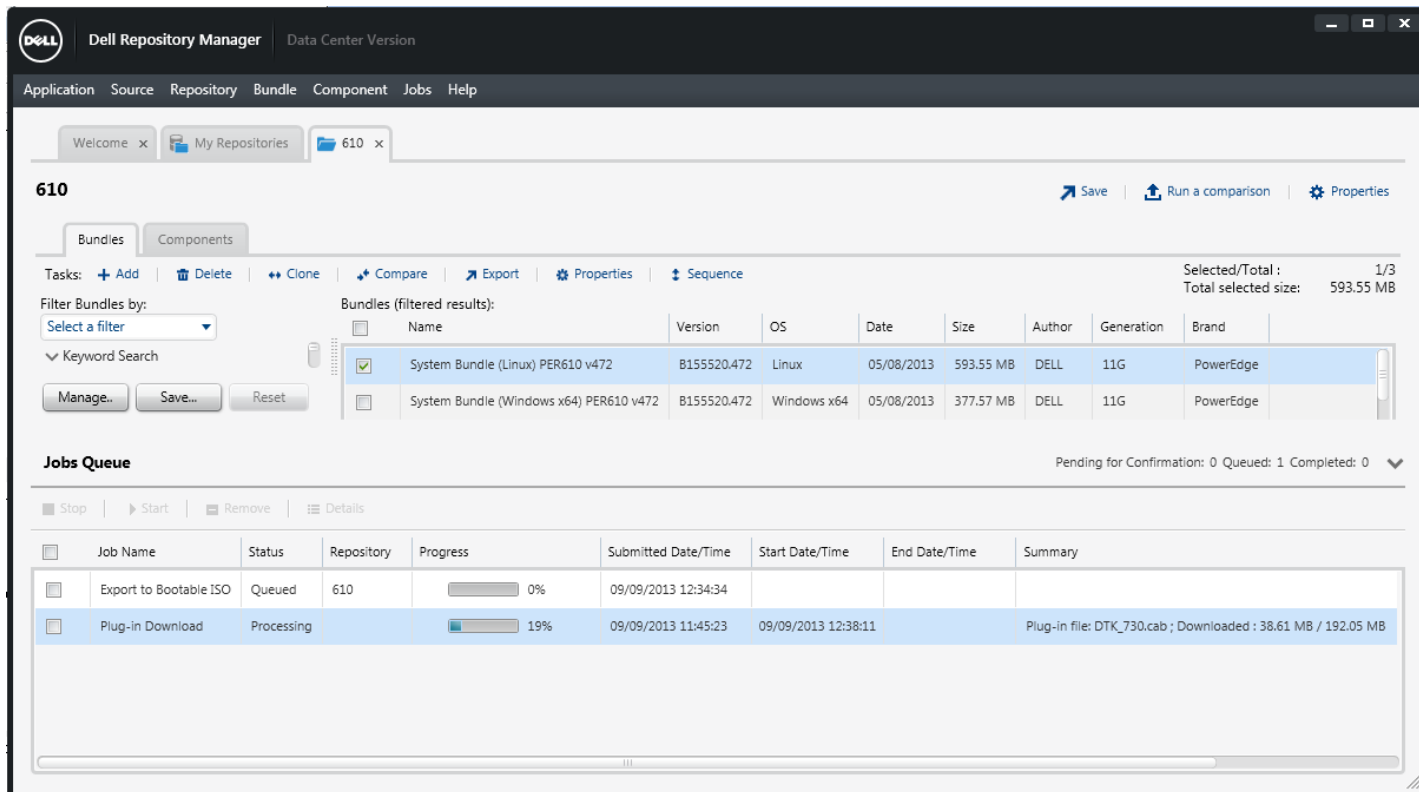 DELL Dell Repository Manager Data Center Version
Application Source Repository Bundle Component Jobs Help
Welcome x My Repositories 610 x
610
Save Run a comparison Properties
Bundles Components
Tasks: Add Delete Clone Compare Export Properties Sequence
Selected/Total : 1/3
Total selected size: 593.55 MB
Filter Bundles by:
Select a filter
Keyword Search
Manage.. Save... Reset
Bundles (filtered results):
Name Version OS Date Size Author Generation Brand
System Bundle (Linux) PER610 v472 B155520.472 Linux 05/08/2013 593.55 MB DELL 11G PowerEdge
System Bundle (Windows x64) PER610 v472 B155520.472 Windows x64 05/08/2013 377.57 MB DELL 11G PowerEdge
Jobs Queue
Pending for Confirmation: 0 Queued: 1 Completed: 0
Stop Start Remove Details
Job Name Status Repository Progress Submitted Date/Time Start Date/Time End Date/Time Summary
Export to Bootable ISO Queued 610 0% 09/09/2013 12:34:34
Plug-in Download Processing 19% 09/09/2013 11:45:23 09/09/2013 12:38:11 Plug-in file: DTK_730.cab ; Downloaded : 38.61 MB / 192.05 MB